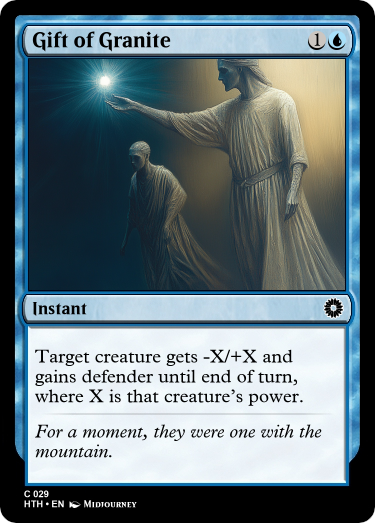 Gift of Granite 1
Instant
Target creature gets -X/+X and
gains defender until end of turn,
where X is that creature's power.
For a moment, they were one with the
mountain.
C 029
HTH • EN Midjourney